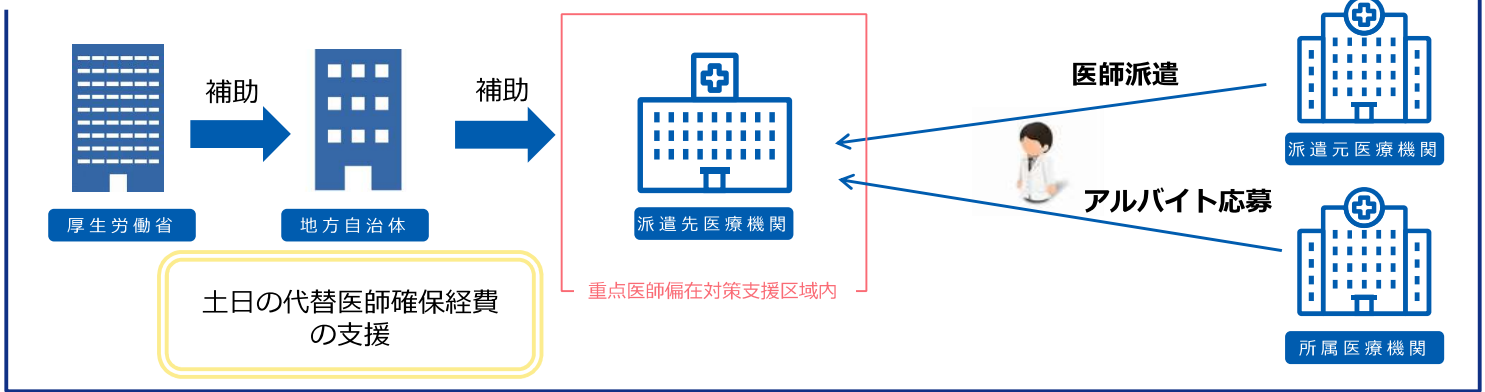 補助
補助
医師派遣
アルバイト応募
厚生労働省
地方自治体
派遣先医療機関
派遣元医療機関
所属医療機関
重点医師偏在対策支援区域内
土日の代替医師確保経費
の支援